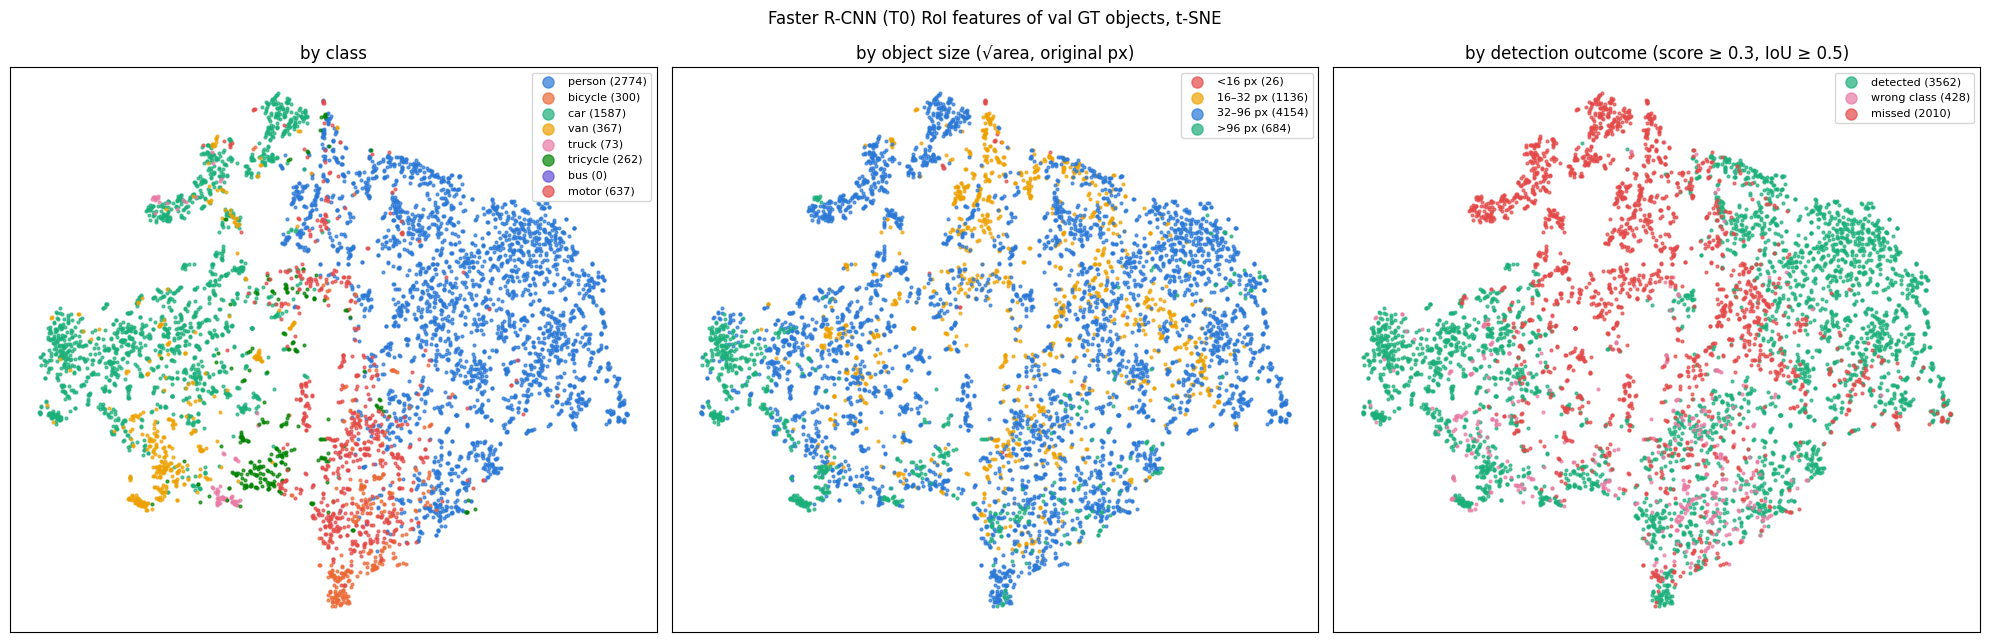 Faster R-CNN (T0) RoI features of val GT objects, t-SNE
by class
person (2774)
bicycle (300)
car (1587)
van (367)
truck (73)
tricycle (262)
bus (0)
motor (637)
by object size (√area, original px)
<16 px (26)
16–32 px (1136)
32–96 px (4154)
>96 px (684)
by detection outcome (score ≥ 0.3, IoU ≥ 0.5)
detected (3562)
wrong class (428)
missed (2010)